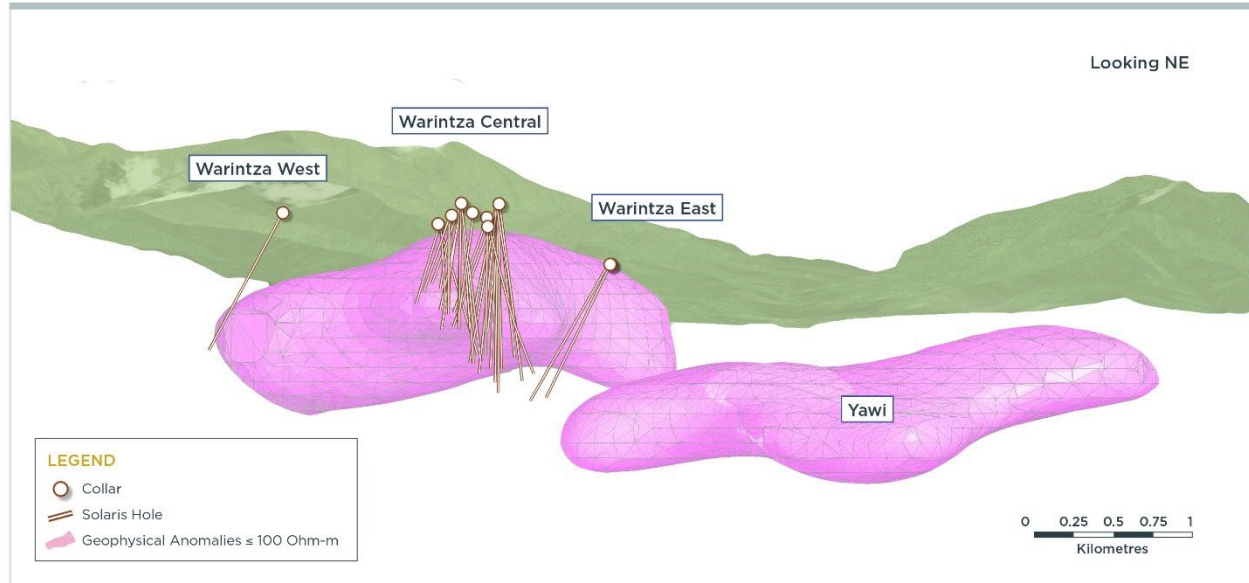 Looking NE
Warintza Central
Warintza West
Warintza East
Yawi
LEGEND
Collar
Solaris Hole
Geophysical Anomalies ≤ 100 Ohm-m
0 0.25 0.5 0.75 1
Kilometres